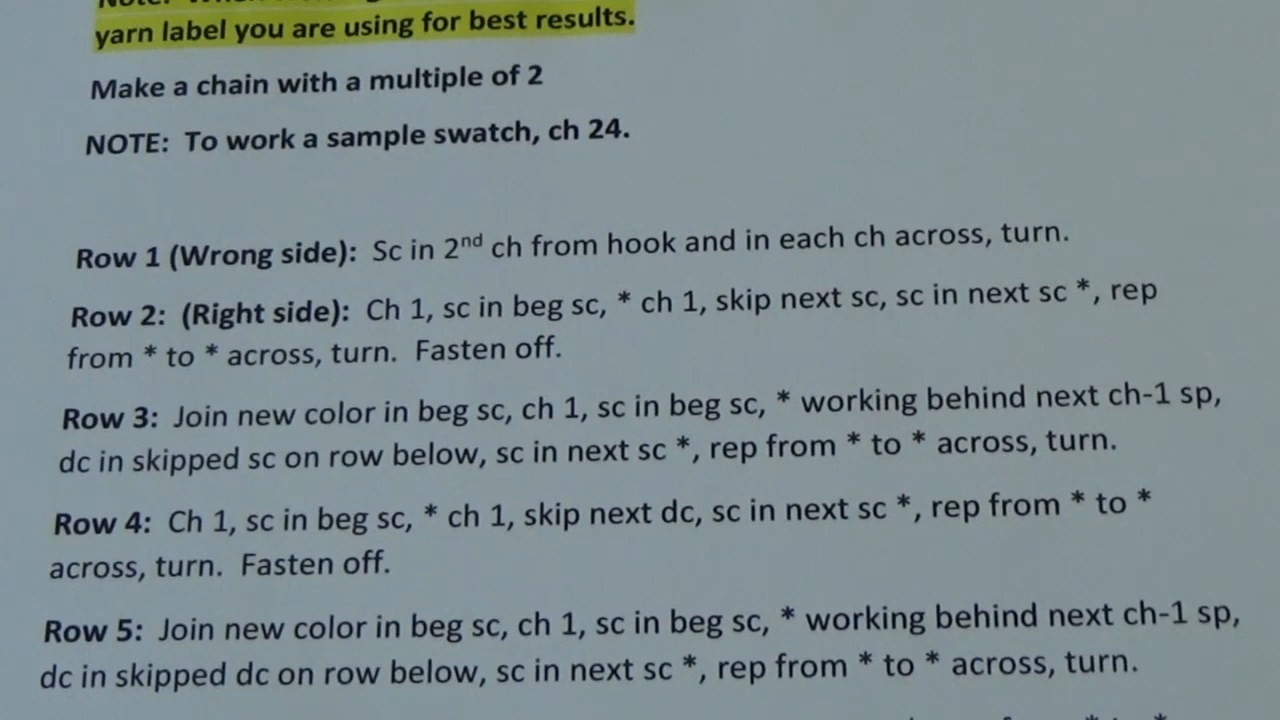 yarn label you are using for best results.
Make a chain with a multiple of 2
NOTE: To work a sample swatch, ch 24.
Row 1 (Wrong side): Sc in 2nd ch from hook and in each ch across, turn.
Row 2: (Right side): Ch 1, sc in beg sc, * ch 1, skip next sc, sc in next sc *, rep
from * to * across, turn. Fasten off.
Row 3: Join new color in beg sc, ch 1, sc in beg sc, * working behind next ch-1 sp,
dc in skipped sc on row below, sc in next sc *, rep from * to * across, turn.
Row 4: Ch 1, sc in beg sc, * ch 1, skip next dc, sc in next sc *, rep from * to *
across, turn. Fasten off.
Row 5: Join new color in beg sc, ch 1, sc in beg sc, * working behind next ch-1 sp,
dc in skipped dc on row below, sc in next sc *, rep from * to * across, turn.